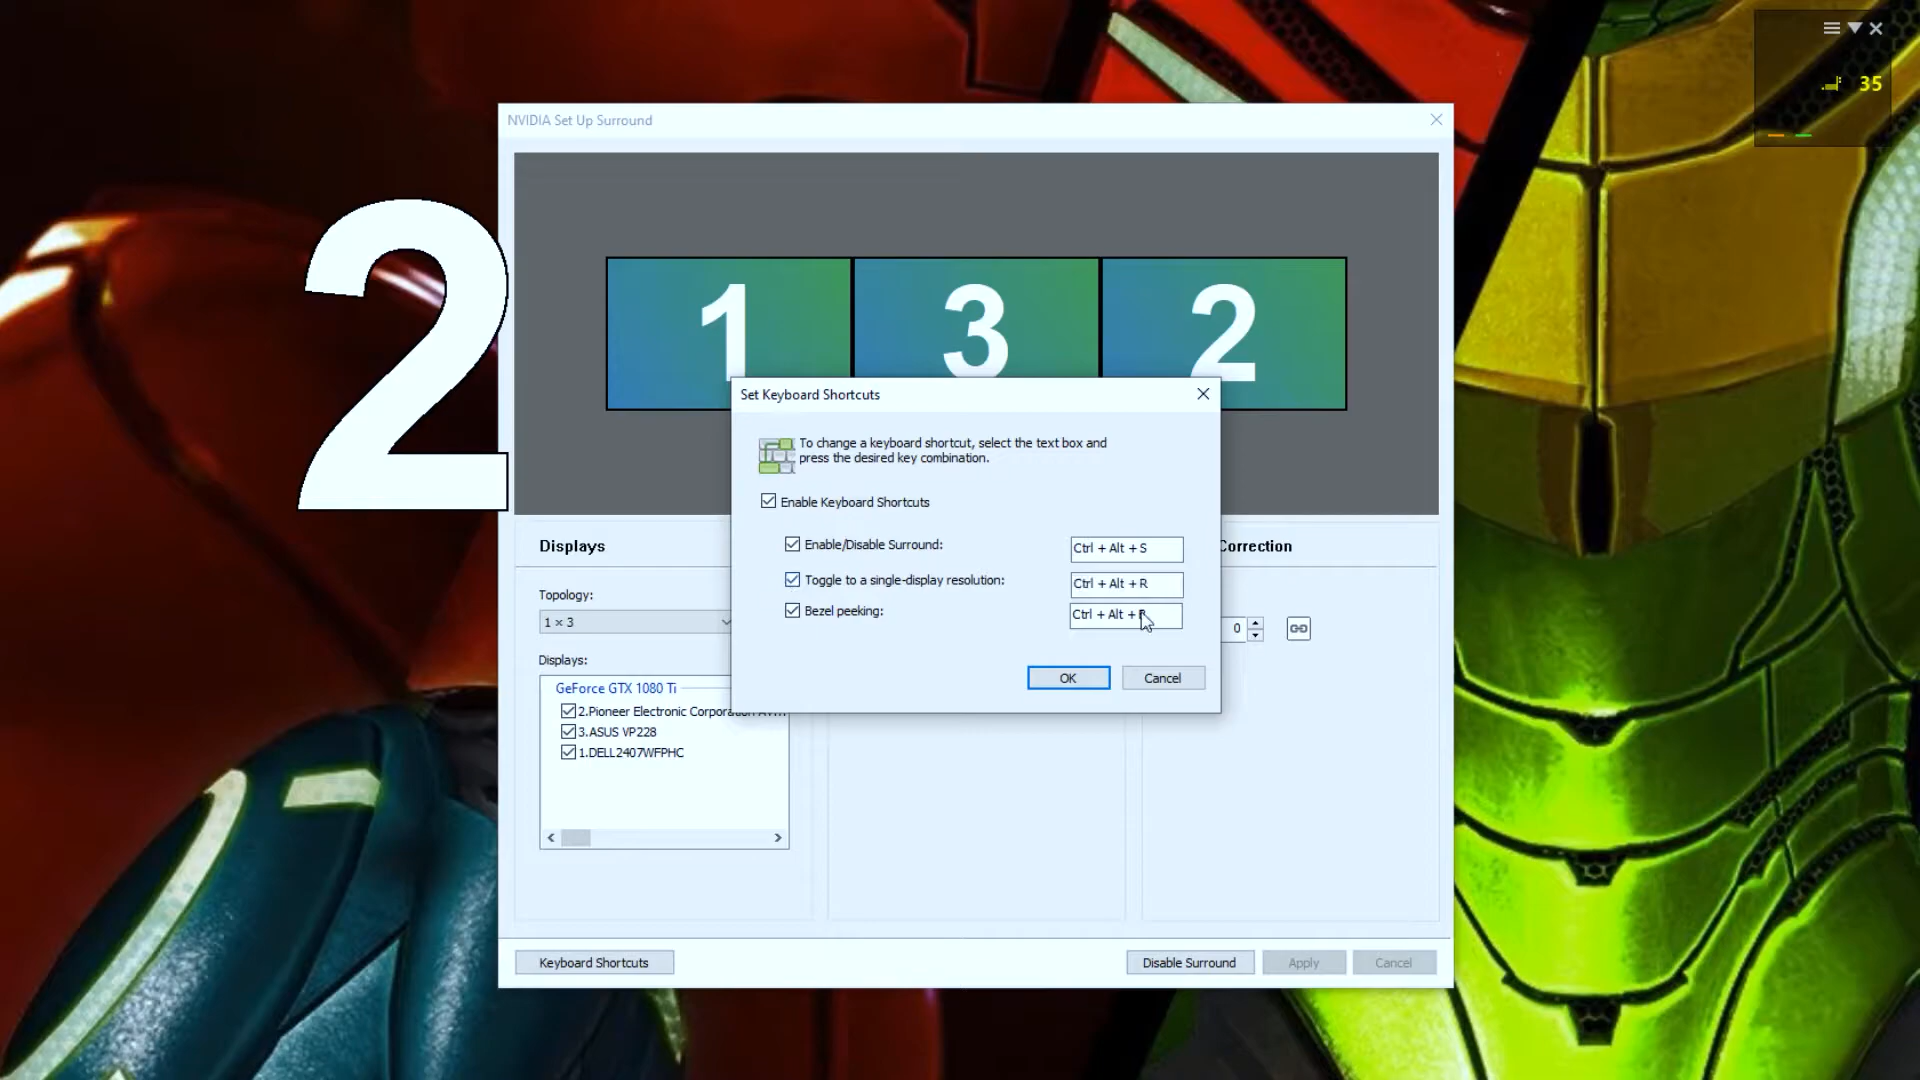 35
NVIDIA Set Up Surround
2
1
3
2
Set Keyboard Shortcuts
To change a keyboard shortcut, select the text box and
press the desired key combination.
Enable Keyboard Shortcuts
Enable/Disable Surround:
Ctrl + Alt + S
Toggle to a single-display resolution:
Ctrl + Alt + R
Bezel peeking:
Ctrl + Alt +
OK
Cancel
Displays
Correction
Topology:
1 × 3
0
Displays:
GeForce GTX 1080 Ti
2.Pioneer Electronic
3.ASUS VP228
1.DELL2407WFPHC
Keyboard Shortcuts
Disable Surround
Apply
Cancel